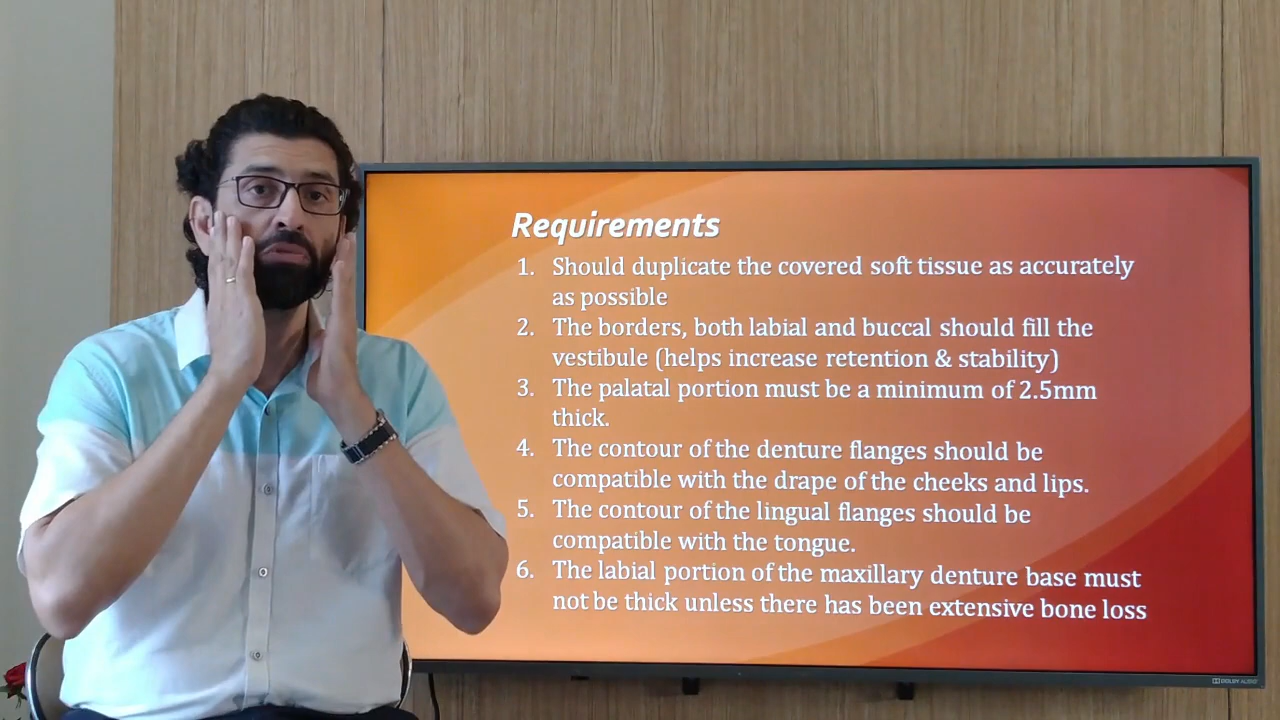 Requirements
1. Should duplicate the covered soft tissue as accurately
as possible
2. The borders, both labial and buccal should fill the
vestibule (helps increase retention & stability)
3. The palatal portion must be a minimum of 2.5mm
thick.
4. The contour of the denture flanges should be
compatible with the drape of the cheeks and lips.
5. The contour of the lingual flanges should be
compatible with the tongue.
6. The labial portion of the maxillary denture base must
not be thick unless there has been extensive bone loss
DOLBY AUDIO